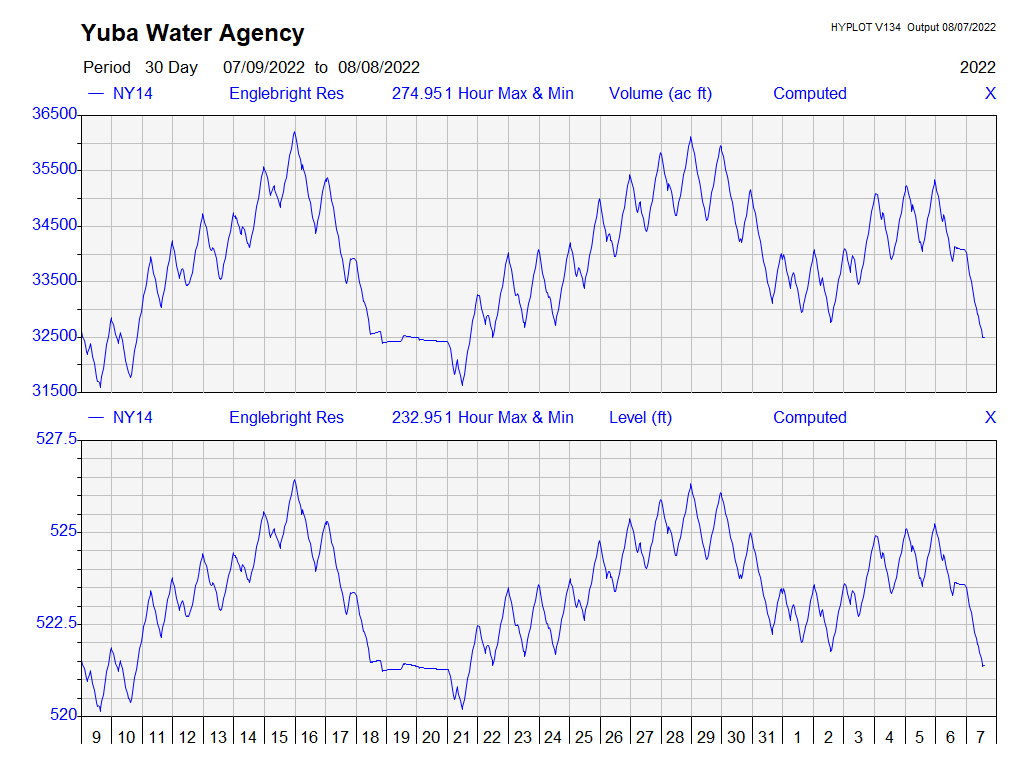 Yuba Water Agency
HYPLOT V134 Output 08/07/2022
Period 30 Day 07/09/2022 to 08/08/2022 2022
NY14 Englebright Res 274.951 Hour Max & Min Volume (ac ft) Computed X
36500
35500
34500
33500
32500
31500
NY14 Englebright Res 232.951 Hour Max & Min Level (ft) Computed X
527.5
525
522.5
520
9 10 11 12 13 14 15 16 17 18 19 20 21 22 23 24 25 26 27 28 29 30 31 1 2 3 4 5 6 7